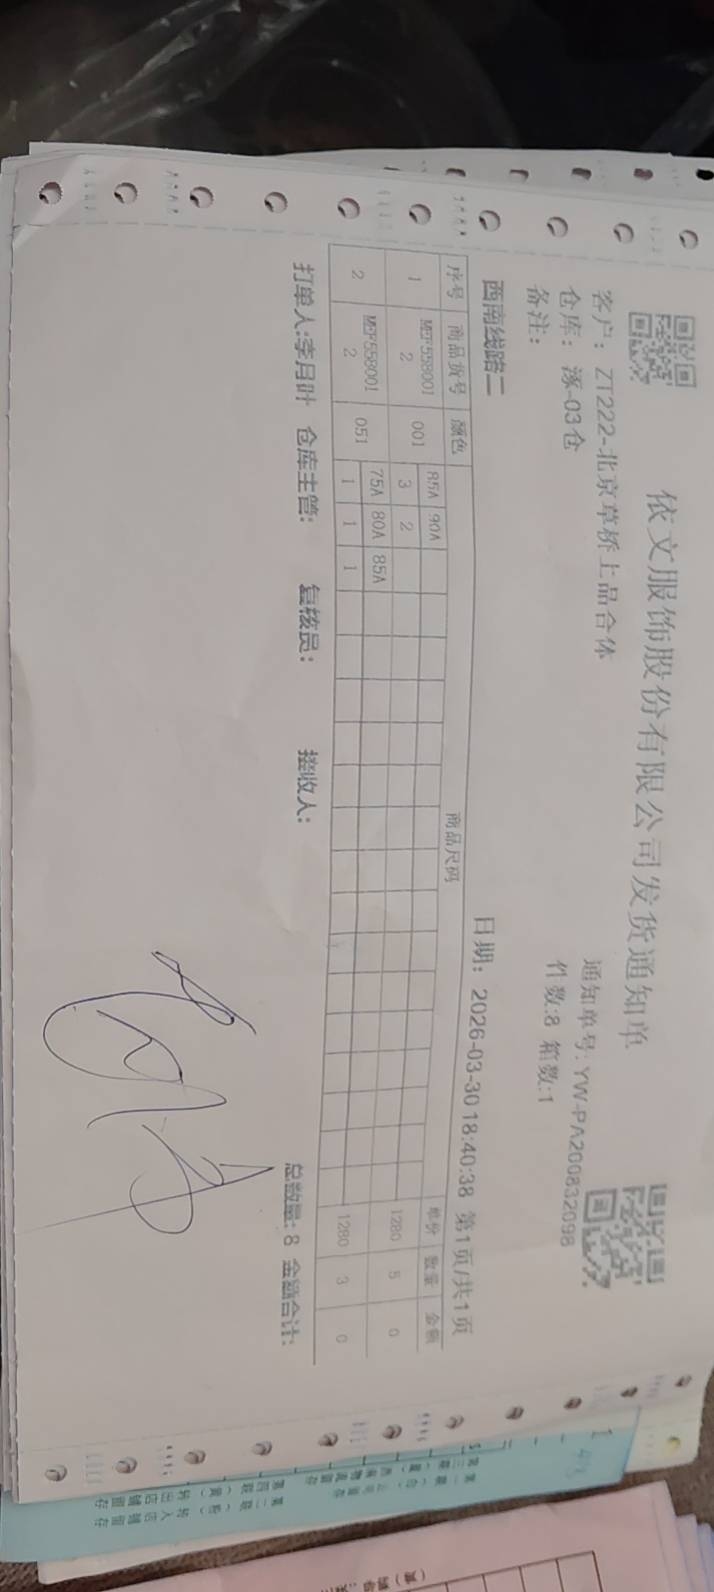 依文服饰股份有限公司发货通知单
客户： ZT222-北京草桥上品合体
通知单号: YW-PA200832098
仓库： 涿-03仓
件数:8 箱数:1
备注：
西南线路二
日期： 2026-03-30 18:40:38 第1页/共1页
序号 商品货号 颜色 商品尺码 单价 数量 金额
85A 90A
1 MEF558001 2 001 3 2 1280 5 0
75A 80A 85A
2 MEF558001 2 051 1 1 1 1280 3 0
打单人:李月叶 仓库主管: 复核员: 接收人: 总数量: 8 金额合计: